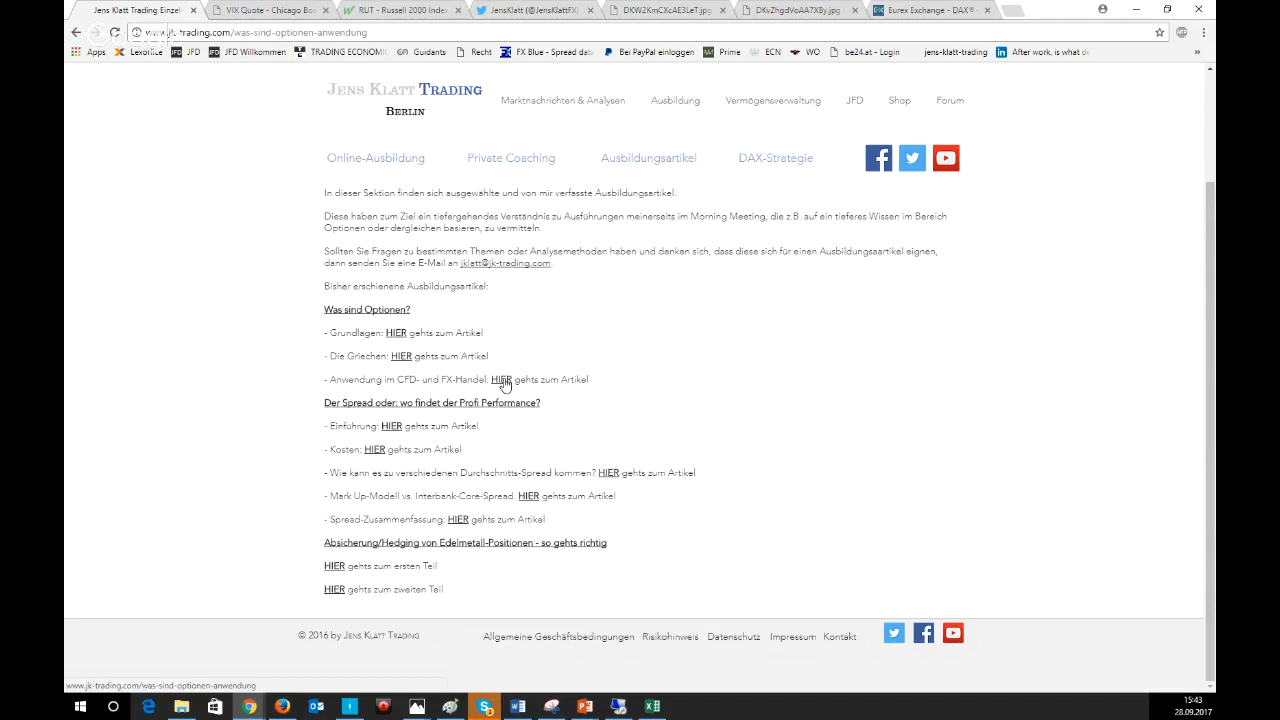 Jens Klatt Trading Einzel-
VIX Quote - Chicago Bo
RUT - Russell 2000 Index
JensKlatt (@JensKlattFX)
DKW2KmCXcAE3LeT.jpg
DKvZhgdVoAA7XBy.jpg
Eurex Exchange - DAX®
www.jk-trading.com/was-sind-optionen-anwendung
Apps
Lexolino
JFD
JFD Willkommen
TRADING ECONOMIC
Guidants
Recht
FX Blue - Spread data
Bei PayPal einloggen
Prime
ECN
WO
be24.at - Login
jens-klatt-trading
After work, is what de
JENS KLATT TRADING
BERLIN
Marktnachrichten & Analysen
Ausbildung
Vermögensverwaltung
JFD
Shop
Forum
Online-Ausbildung
Private Coaching
Ausbildungsartikel
DAX-Strategie
In dieser Sektion finden sich ausgewählte und von mir verfasste Ausbildungsartikel.
Diese haben zum Ziel ein tiefergehendes Verständnis zu Ausführungen meinerseits im Morning Meeting, die z.B. auf ein tieferes Wissen im Bereich
Optionen oder dergleichen basieren, zu vermitteln.
Sollten Sie Fragen zu bestimmten Themen oder Analysemethoden haben und denken sich, dass diese sich für einen Ausbildungsaartikel eignen,
dann senden Sie eine E-Mail an jklatt@jk-trading.com.
Bisher erschienene Ausbildungsartikel:
Was sind Optionen?
- Grundlagen: HIER gehts zum Artikel
- Die Griechen: HIER gehts zum Artikel
- Anwendung im CFD- und FX-Handel: HIER gehts zum Artikel
Der Spread oder: wo findet der Profi Performance?
- Einführung: HIER gehts zum Artikel
- Kosten: HIER gehts zum Artikel
- Wie kann es zu verschiedenen Durchschnitts-Spread kommen? HIER gehts zum Artikel
- Mark Up-Modell vs. Interbank-Core-Spread. HIER gehts zum Artikel
- Spread-Zusammenfassung: HIER gehts zum Artikel
Absicherung/Hedging von Edelmetall-Positionen - so gehts richtig
HIER gehts zum ersten Teil
HIER gehts zum zweiten Teil
© 2016 by JENS KLATT TRADING
Allgemeine Geschäftsbedingungen
Risikohinweis
Datenschutz
Impressum
Kontakt
www.jk-trading.com/was-sind-optionen-anwendung
15:43
28.09.2017